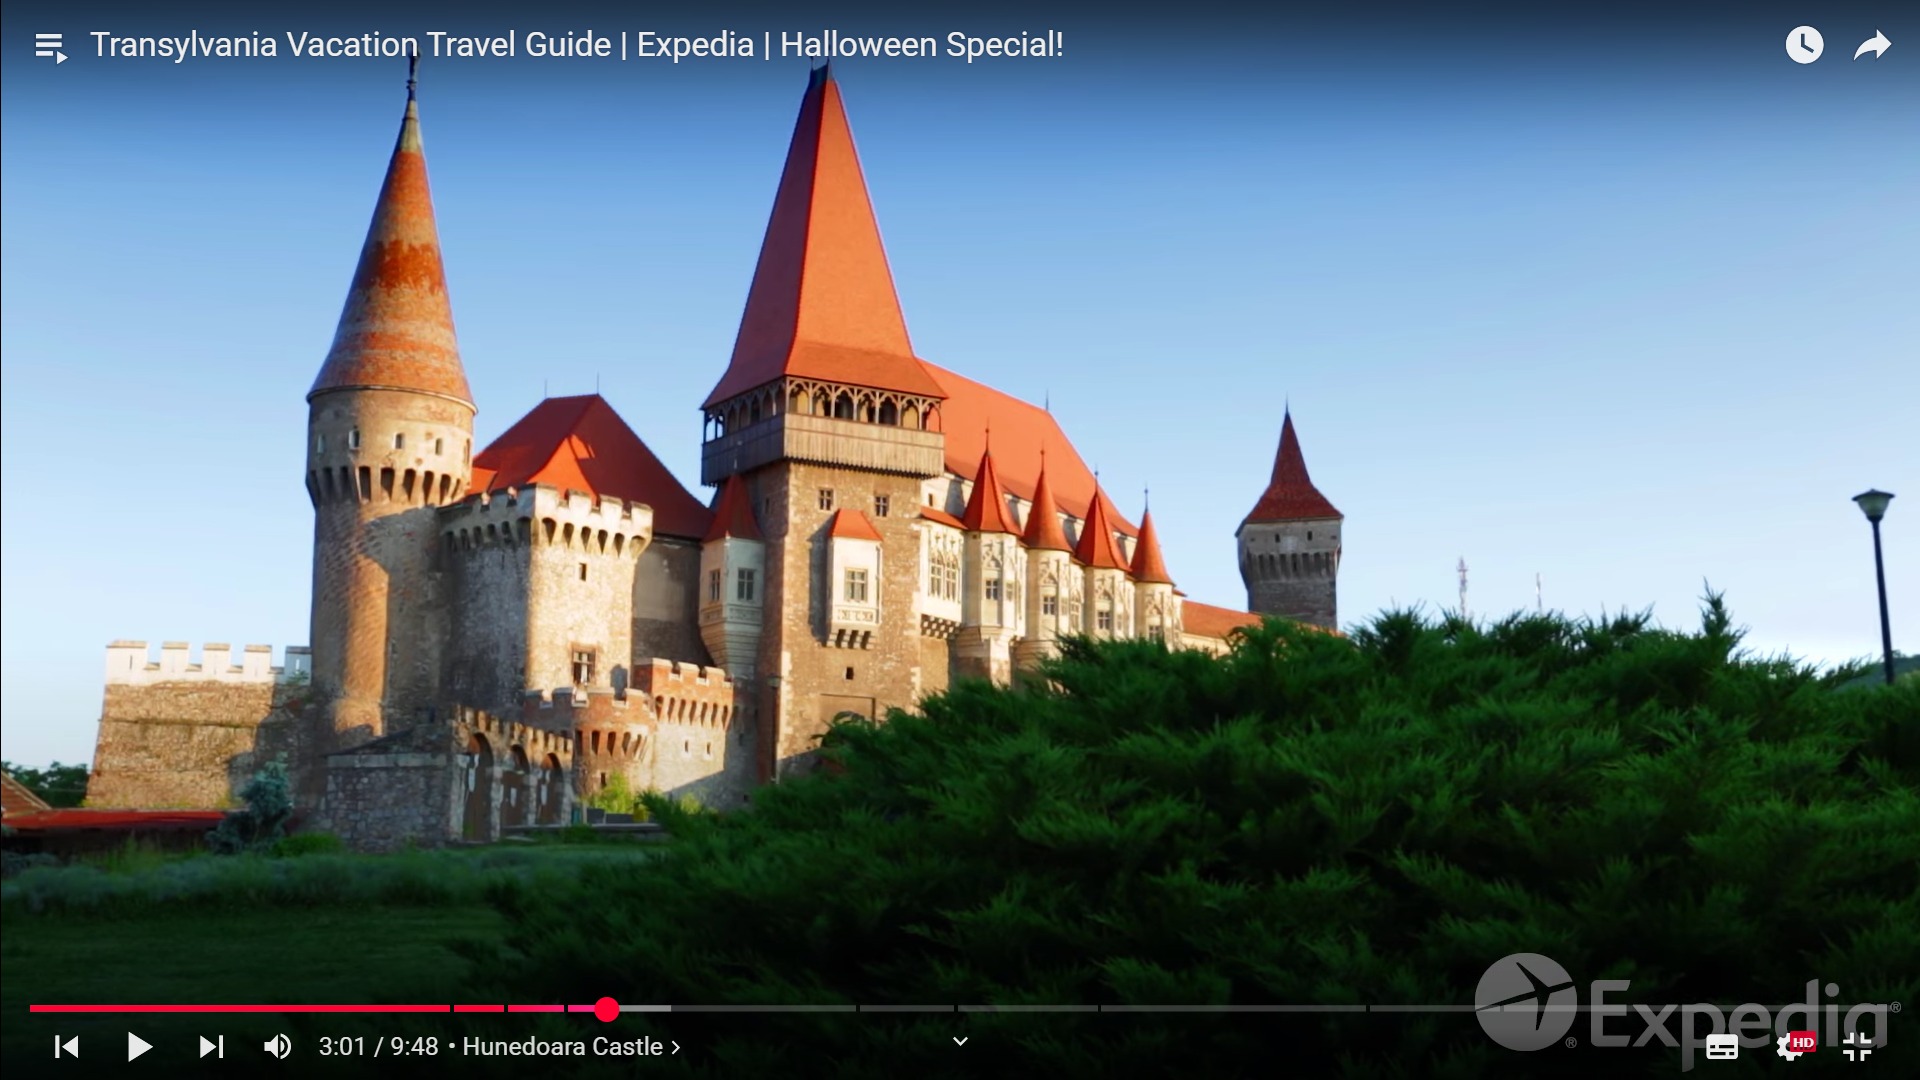 Transylvania Vacation Travel Guide | Expedia | Halloween Special!
Expedia®
®
3:01 / 9:48 • Hunedoara Castle
HD